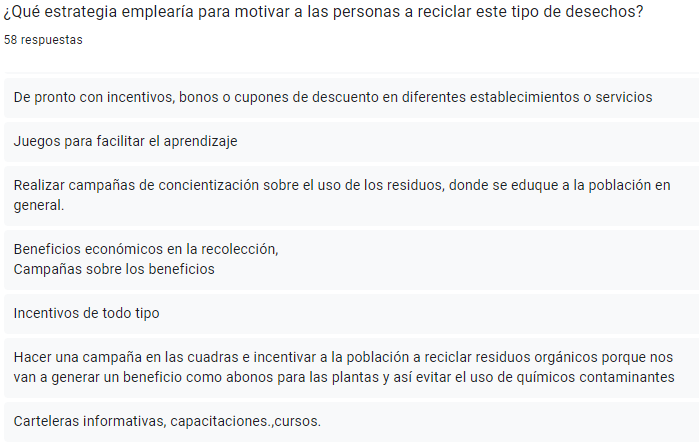 ¿Qué estrategia emplearía para motivar a las personas a reciclar este tipo de desechos?
58 respuestas
De pronto con incentivos, bonos o cupones de descuento en diferentes establecimientos o servicios
Juegos para facilitar el aprendizaje
Realizar campañas de concientización sobre el uso de los residuos, donde se eduque a la población en
general.
Beneficios económicos en la recolección,
Campañas sobre los beneficios
Incentivos de todo tipo
Hacer una campaña en las cuadras e incentivar a la población a reciclar residuos orgánicos porque nos
van a generar un beneficio como abonos para las plantas y así evitar el uso de químicos contaminantes
Carteleras informativas, capacitaciones.,cursos.